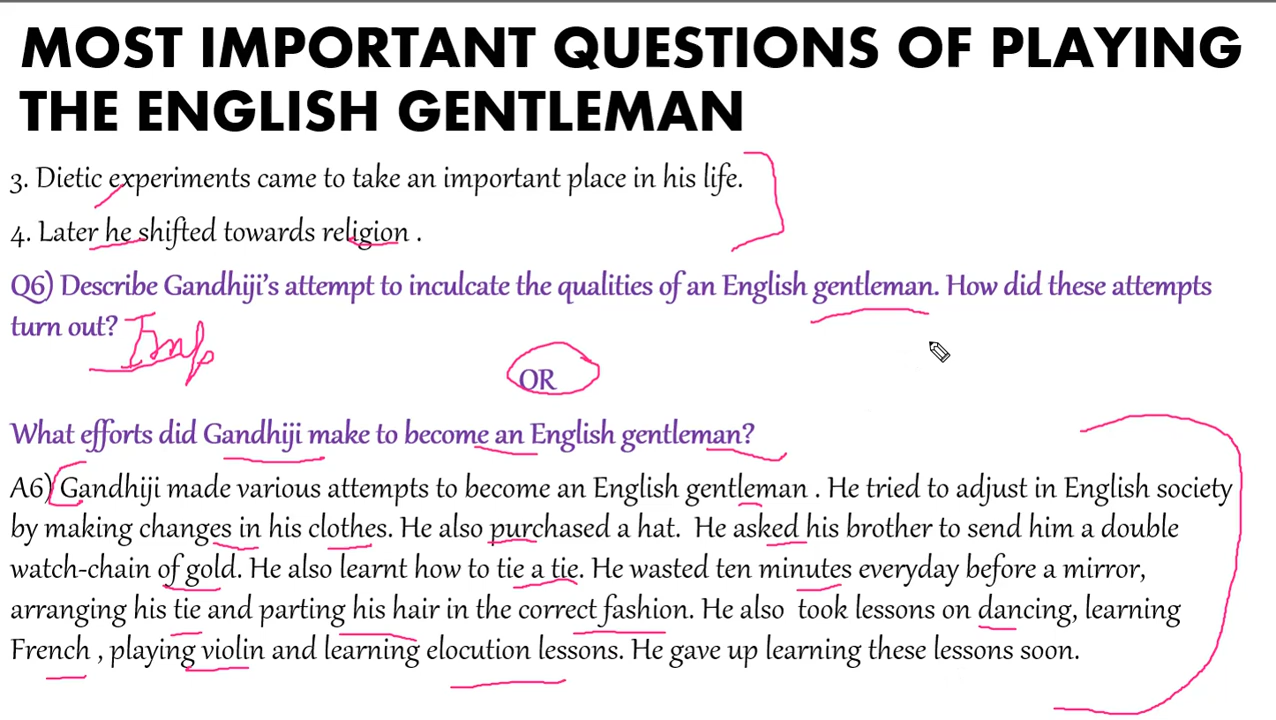 MOST IMPORTANT QUESTIONS OF PLAYING
THE ENGLISH GENTLEMAN
3. Dietic experiments came to take an important place in his life.
4. Later he shifted towards religion .
Q6) Describe Gandhiji's attempt to inculcate the qualities of an English gentleman. How did these attempts
turn out?
Imp
OR
What efforts did Gandhiji make to become an English gentleman?
A6) Gandhiji made various attempts to become an English gentleman . He tried to adjust in English society
by making changes in his clothes. He also purchased a hat. He asked his brother to send him a double
watch-chain of gold. He also learnt how to tie a tie. He wasted ten minutes everyday before a mirror,
arranging his tie and parting his hair in the correct fashion. He also took lessons on dancing, learning
French , playing violin and learning elocution lessons. He gave up learning these lessons soon.